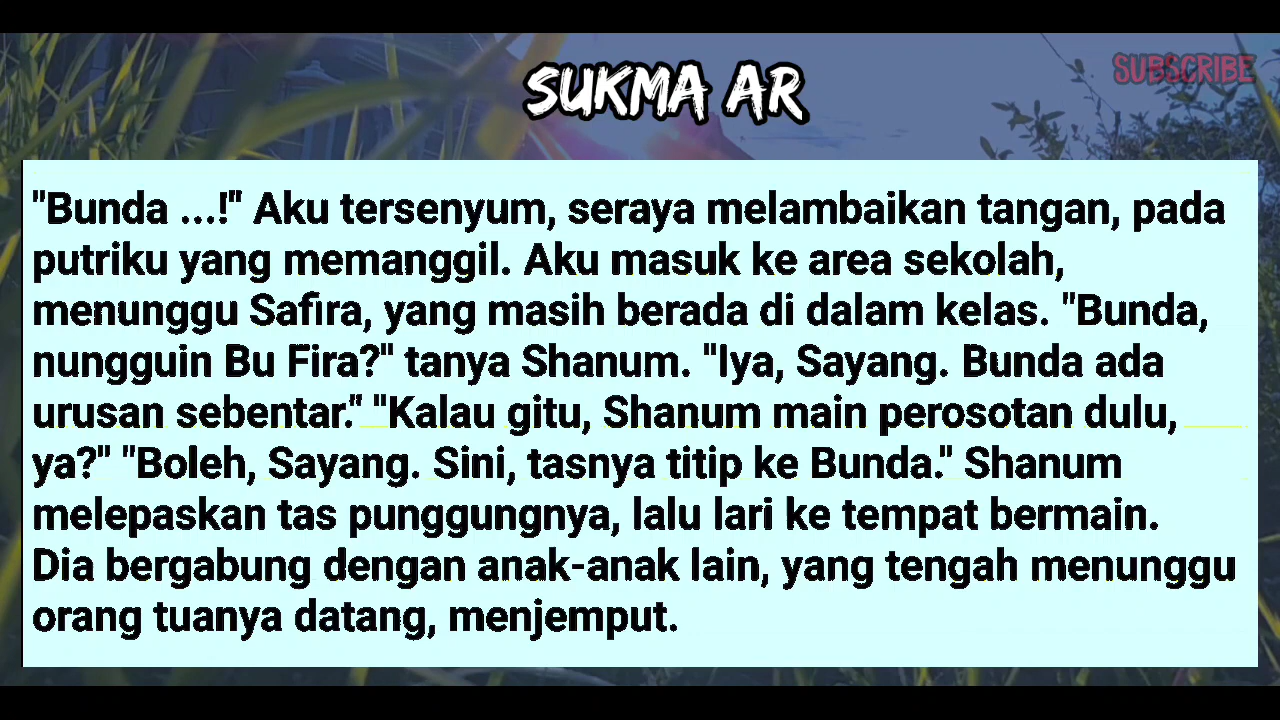 SUKMA AR
SUBSCRIBE
"Bunda ...!" Aku tersenyum, seraya melambaikan tangan, pada
putriku yang memanggil. Aku masuk ke area sekolah,
menunggu Safira, yang masih berada di dalam kelas. "Bunda,
nungguin Bu Fira?" tanya Shanum. "Iya, Sayang. Bunda ada
urusan sebentar." "Kalau gitu, Shanum main perosotan dulu,
ya?" "Boleh, Sayang. Sini, tasnya titip ke Bunda." Shanum
melepaskan tas punggungnya, lalu lari ke tempat bermain.
Dia bergabung dengan anak-anak lain, yang tengah menunggu
orang tuanya datang, menjemput.